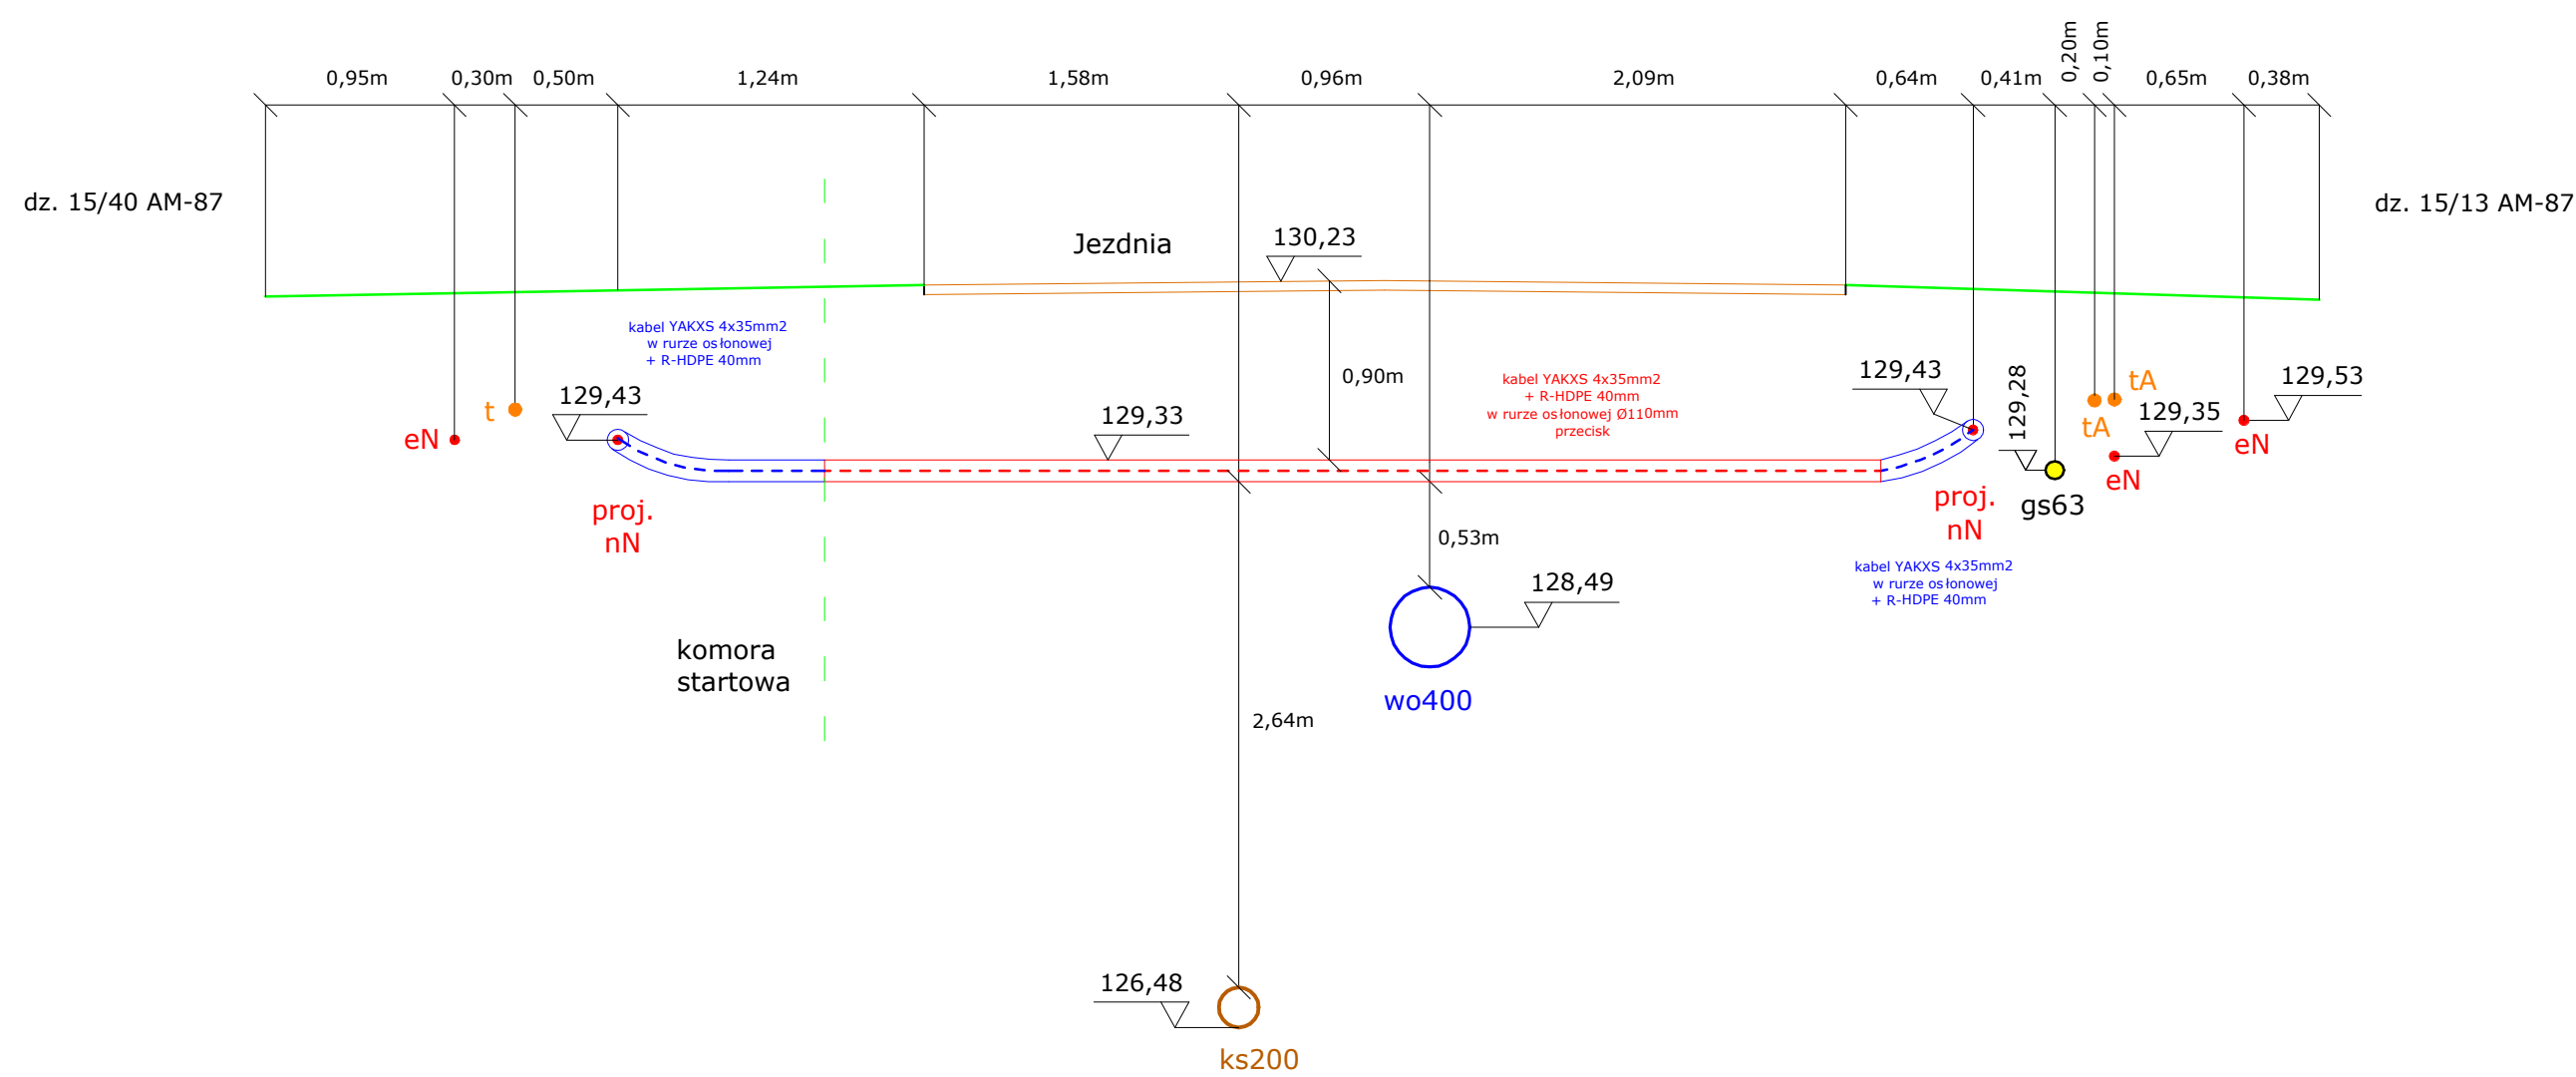 0,95m
0,30m
0,50m
1,24m
1,58m
0,96m
2,09m
0,64m
0,41m
0,20m
0,10m
0,65m
0,38m
dz. 15/40 AM-87
dz. 15/13 AM-87
Jezdnia
130,23
kabel YAKXS 4x35mm2
w rurze osłonowej
+ R-HDPE 40mm
129,43
t
eN
0,90m
129,33
kabel YAKXS 4x35mm2
+ R-HDPE 40mm
w rurze osłonowej Ø110mm
przecisk
129,43
129,28
tA
tA
129,35
129,53
eN
eN
gs63
proj.
nN
proj.
nN
0,53m
kabel YAKXS 4x35mm2
w rurze osłonowej
+ R-HDPE 40mm
128,49
komora
startowa
wo400
2,64m
126,48
ks200